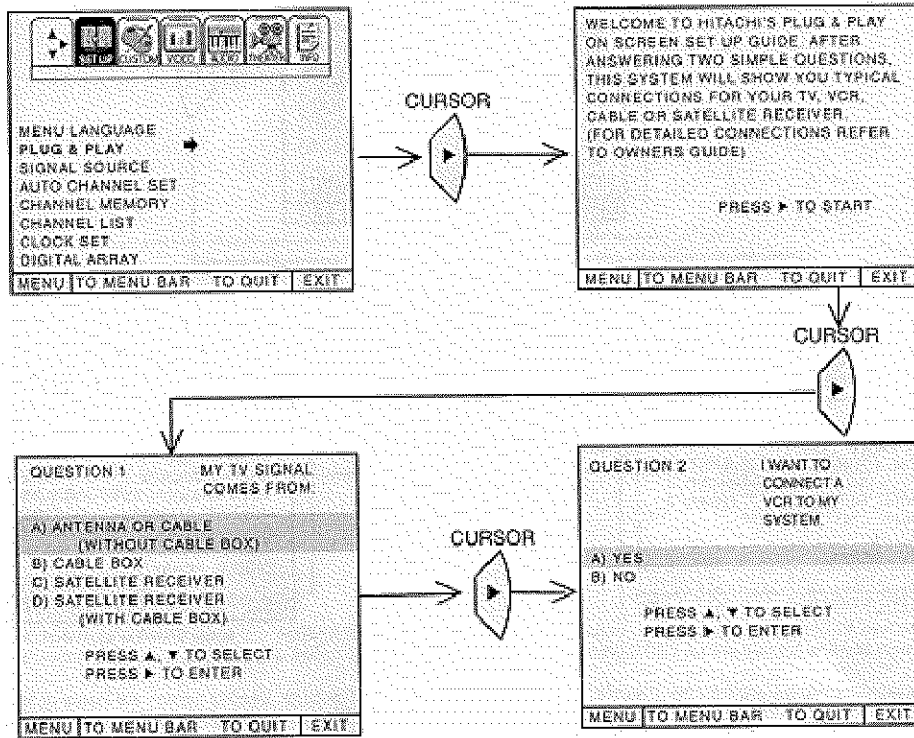 SET UP CUSTOM VIDEO AUDIO THEATER INFO
MENU LANGUAGE
PLUG & PLAY
SIGNAL SOURCE
AUTO CHANNEL SET
CHANNEL MEMORY
CHANNEL LIST
CLOCK SET
DIGITAL ARRAY
MENU TO MENU BAR TO QUIT EXIT
CURSOR
WELCOME TO HITACHI'S PLUG & PLAY
ON SCREEN SET UP GUIDE. AFTER
ANSWERING TWO SIMPLE QUESTIONS,
THIS SYSTEM WILL SHOW YOU TYPICAL
CONNECTIONS FOR YOUR TV, VCR,
CABLE OR SATELLITE RECEIVER.
(FOR DETAILED CONNECTIONS REFER
TO OWNERS GUIDE)
PRESS ▶ TO START
MENU TO MENU BAR TO QUIT EXIT
CURSOR
QUESTION 1 MY TV SIGNAL
COMES FROM:
A) ANTENNA OR CABLE
(WITHOUT CABLE BOX)
B) CABLE BOX
C) SATELLITE RECEIVER
D) SATELLITE RECEIVER
(WITH CABLE BOX)
PRESS ▲, ▼ TO SELECT
PRESS ▶ TO ENTER
MENU TO MENU BAR TO QUIT EXIT
CURSOR
QUESTION 2 I WANT TO
CONNECT A
VCR TO MY
SYSTEM.
A) YES
B) NO
PRESS ▲, ▼ TO SELECT
PRESS ▶ TO ENTER
MENU TO MENU BAR TO QUIT EXIT